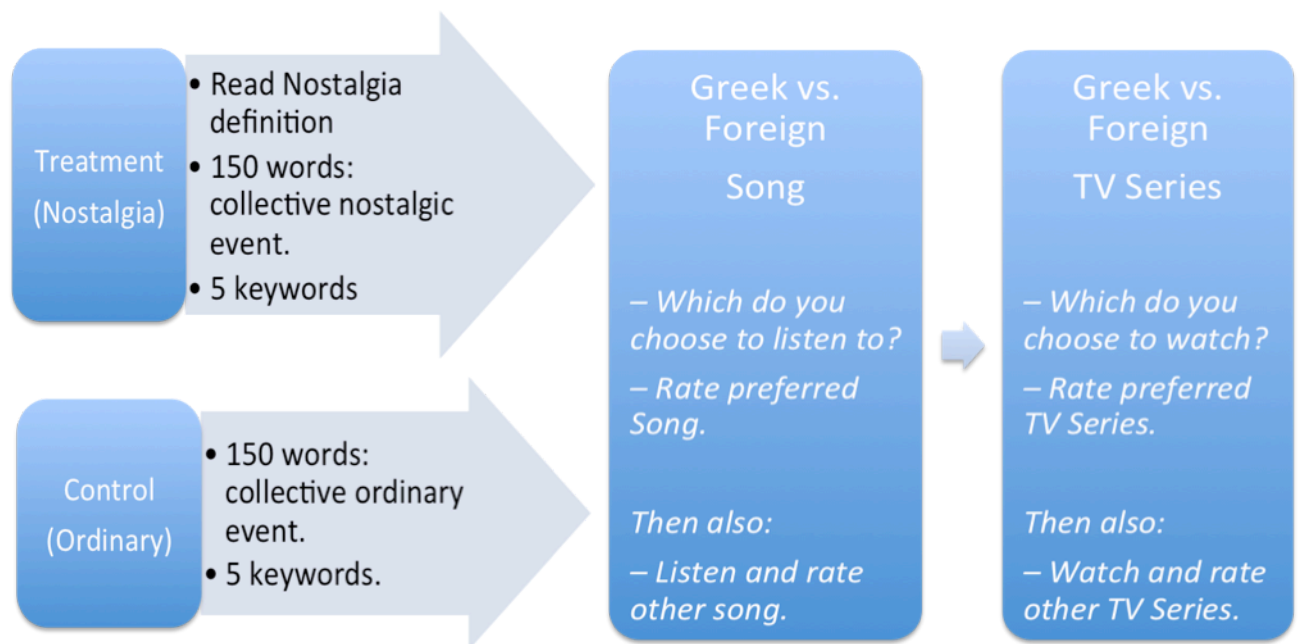 Treatment
(Nostalgia)
• Read Nostalgia
definition
• 150 words:
collective nostalgic
event.
• 5 keywords
Control
(Ordinary)
• 150 words:
collective ordinary
event.
• 5 keywords.
Greek vs.
Foreign
Song
– Which do you
choose to listen to?
– Rate preferred
Song.
Then also:
– Listen and rate
other song.
Greek vs.
Foreign
TV Series
– Which do you
choose to watch?
– Rate preferred
TV Series.
Then also:
– Watch and rate
other TV Series.